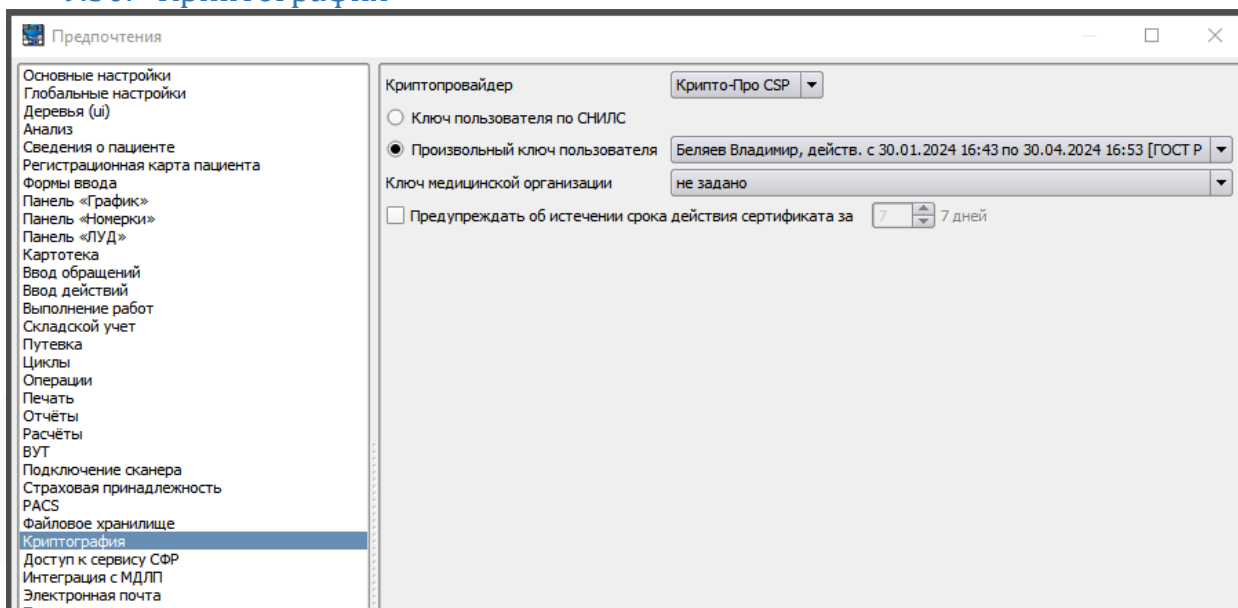 Предпочтения
Основные настройки
Глобальные настройки
Деревья (ui)
Анализ
Сведения о пациенте
Регистрационная карта пациента
Формы ввода
Панель «График»
Панель «Номерки»
Панель «ЛУД»
Картотека
Ввод обращений
Ввод действий
Выполнение работ
Складской учет
Путевка
Циклы
Операции
Печать
Отчёты
Расчёты
ВУТ
Подключение сканера
Страховая принадлежность
PACS
Файловое хранилище
Криптография
Доступ к сервису СФР
Интеграция с МДЛП
Электронная почта
Криптопровайдер Крипто-Про CSP
Ключ пользователя по СНИЛС
Произвольный ключ пользователя Беляев Владимир, действ. с 30.01.2024 16:43 по 30.04.2024 16:53 [ГОСТ Р
Ключ медицинской организации не задано
Предупреждать об истечении срока действия сертификата за 7 7 дней